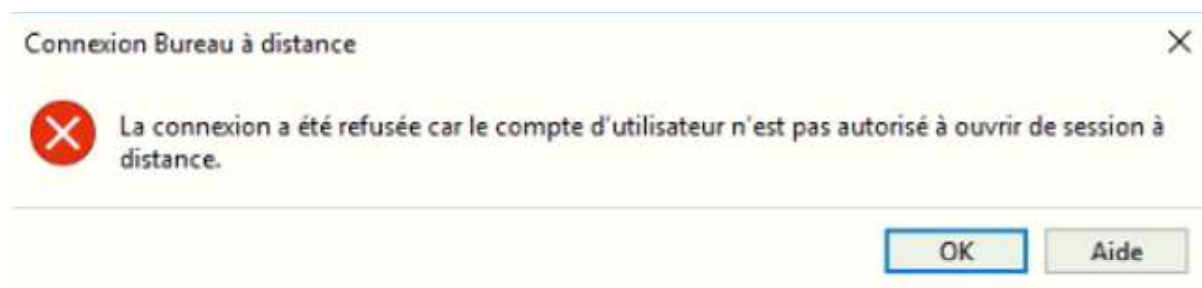 Connexion Bureau à distance
La connexion a été refusée car le compte d'utilisateur n'est pas autorisé à ouvrir de session à
distance.
OK
Aide